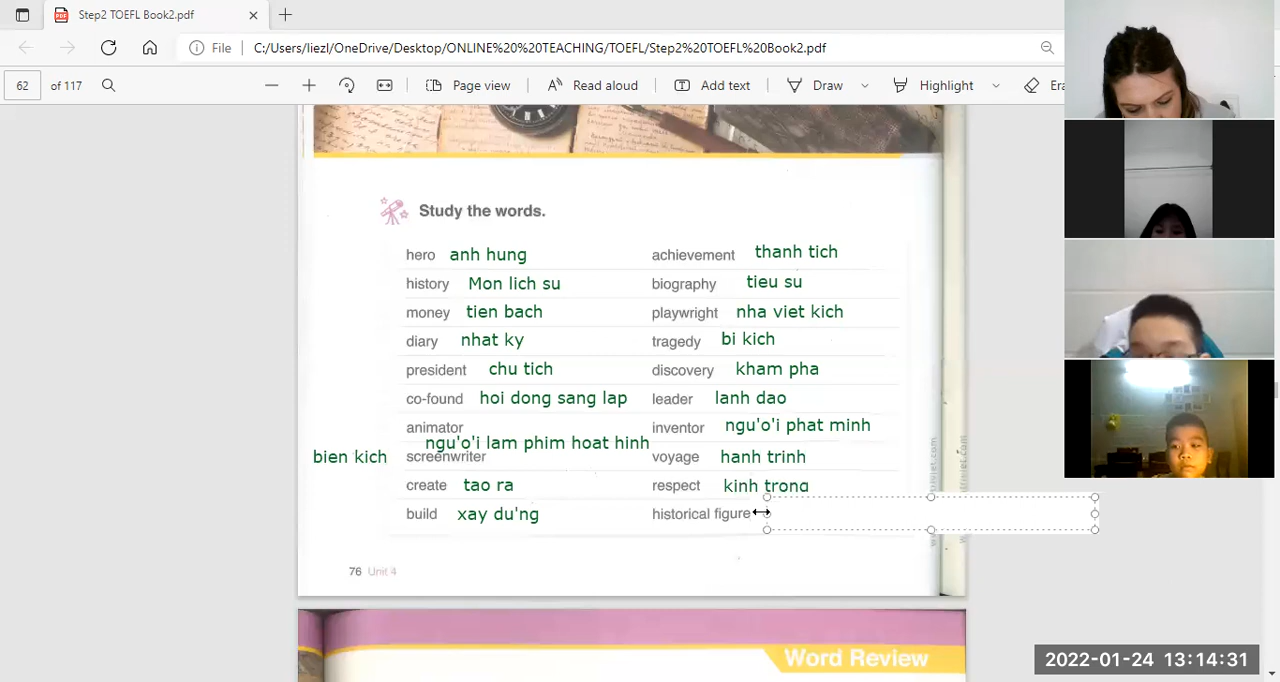 Step2 TOEFL Book2.pdf
File
C:/Users/liezl/OneDrive/Desktop/ONLINE%20%20TEACHING/TOEFL/Step2%20TOEFL%20Book2.pdf
62 of 117
Page view
Read aloud
Add text
Draw
Highlight
Study the words.
hero anh hung
history Mon lich su
money tien bach
diary nhat ky
president chu tich
co-found hoi dong sang lap
animator
ngu'o'i lam phim hoat hinh
bien kich screenwriter
create tao ra
build xay du'ng
achievement thanh tich
biography tieu su
playwright nha viet kich
tragedy bi kich
discovery kham pha
leader lanh dao
inventor ngu'o'i phat minh
voyage hanh trinh
respect kinh trong
historical figure
76 Unit 4
Word Review
2022-01-24 13:14:31